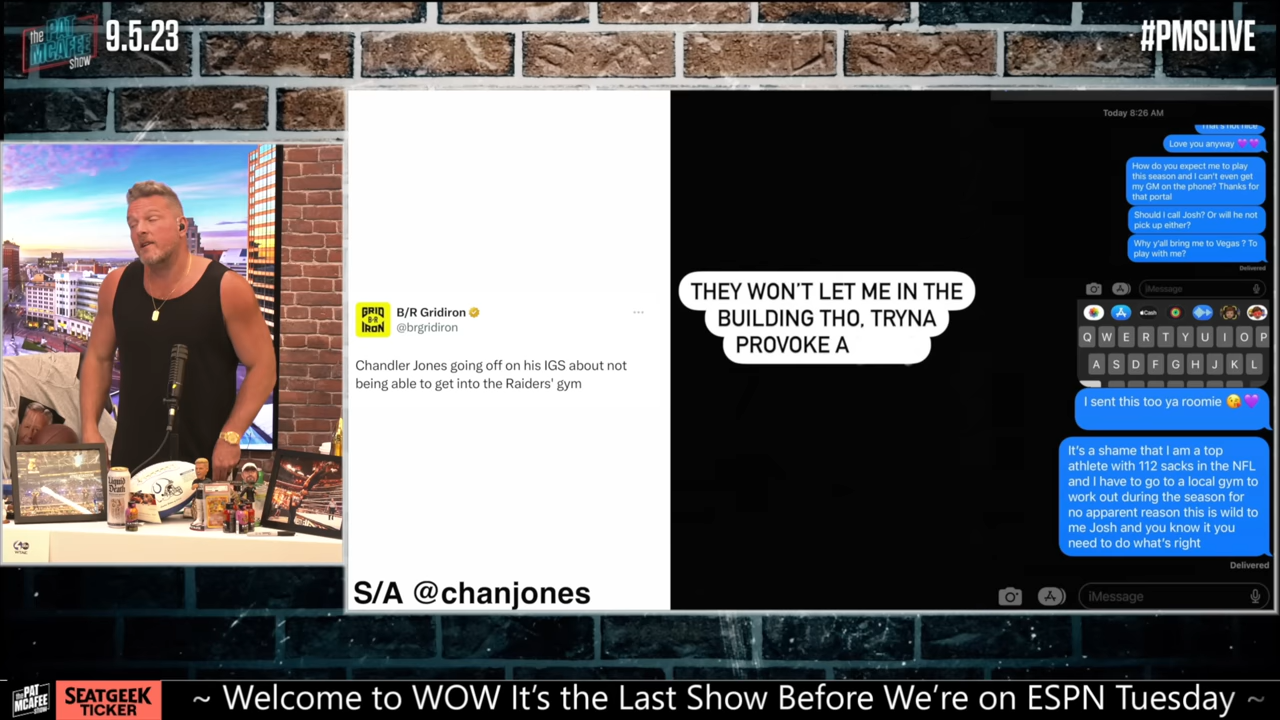 the PAT MCAFEE show
9.5.23
#PMSLIVE
B/R Gridiron
@brgridiron
Chandler Jones going off on his IGS about not
being able to get into the Raiders' gym
S/A @chanjones
GRID
B·R
IRON
THEY WON'T LET ME IN THE
BUILDING THO, TRYNA
PROVOKE A
Today 8:26 AM
That's not nice
Love you anyway 💜💜
How do you expect me to play
this season and I can't even get
my GM on the phone? Thanks for
that portal
Should I call Josh? Or will he not
pick up either?
Why y'all bring me to Vegas ? To
play with me?
Delivered
iMessage
Cash
Q W E R T Y U I O P
A S D F G H J K L
I sent this too ya roomie 😘💜
It's a shame that I am a top
athlete with 112 sacks in the NFL
and I have to go to a local gym to
work out during the season for
no apparent reason this is wild to
me Josh and you know it you
need to do what's right
Delivered
iMessage
Liquid
Death
the PAT MCAFEE show
SEATGEEK
TICKER
~ Welcome to WOW It's the Last Show Before We're on ESPN Tuesday ~